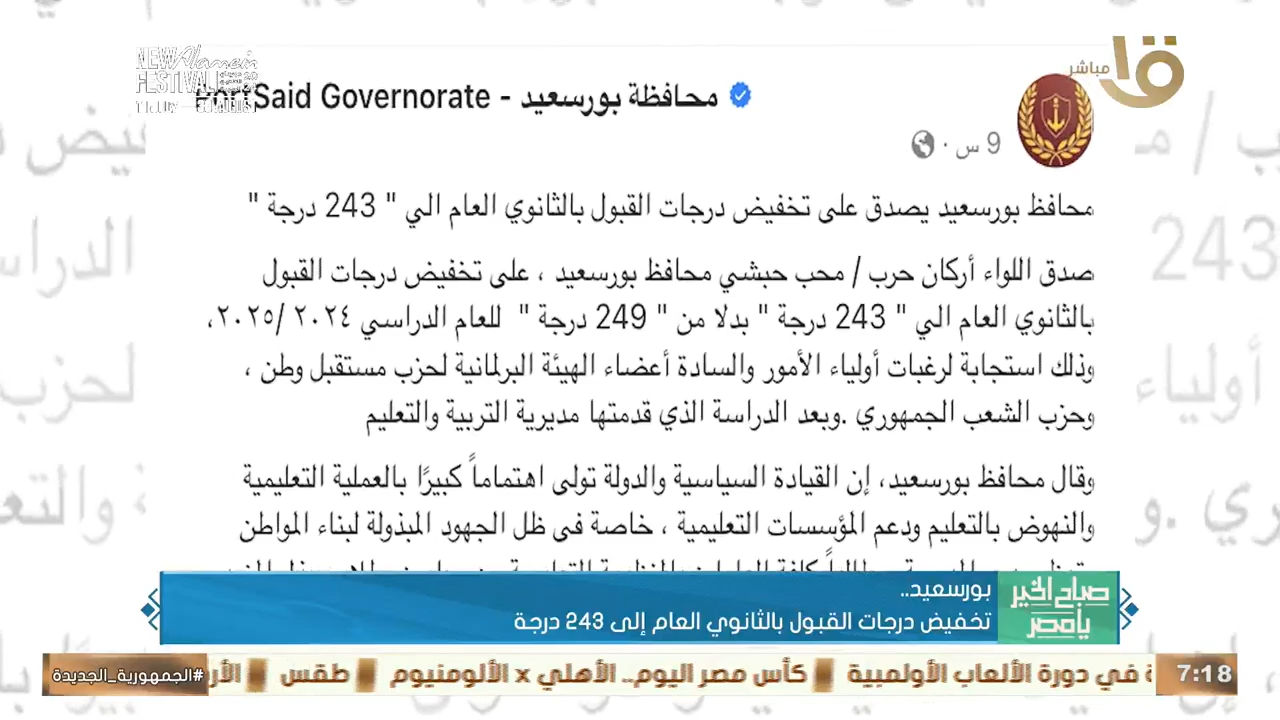 NEW Alamein
FESTIVAL
مباشر
Port Said Governorate - محافظة بورسعيد
9 س ·
محافظ بورسعيد يصدق على تخفيض درجات القبول بالثانوي العام الي " 243 درجة "
صدق اللواء أركان حرب / محب حبشي محافظ بورسعيد ، على تخفيض درجات القبول
بالثانوي العام الي " 243 درجة " بدلا من " 249 درجة " للعام الدراسي ٢٠٢٤ /٢٠٢٥،
وذلك استجابة لرغبات أولياء الأمور والسادة أعضاء الهيئة البرلمانية لحزب مستقبل وطن ،
وحزب الشعب الجمهوري .وبعد الدراسة الذي قدمتها مديرية التربية والتعليم
وقال محافظ بورسعيد، إن القيادة السياسية والدولة تولى اهتماماً كبيرًا بالعملية التعليمية
والنهوض بالتعليم ودعم المؤسسات التعليمية ، خاصة فى ظل الجهود المبذولة لبناء المواطن
صباح الخير
يا مصر
بورسعيد..
تخفيض درجات القبول بالثانوي العام إلى 243 درجة
7:18
في دورة الألعاب الأولمبية كأس مصر اليوم.. الأهلي x الألومنيوم طقس
#الجمهورية_الجديدة